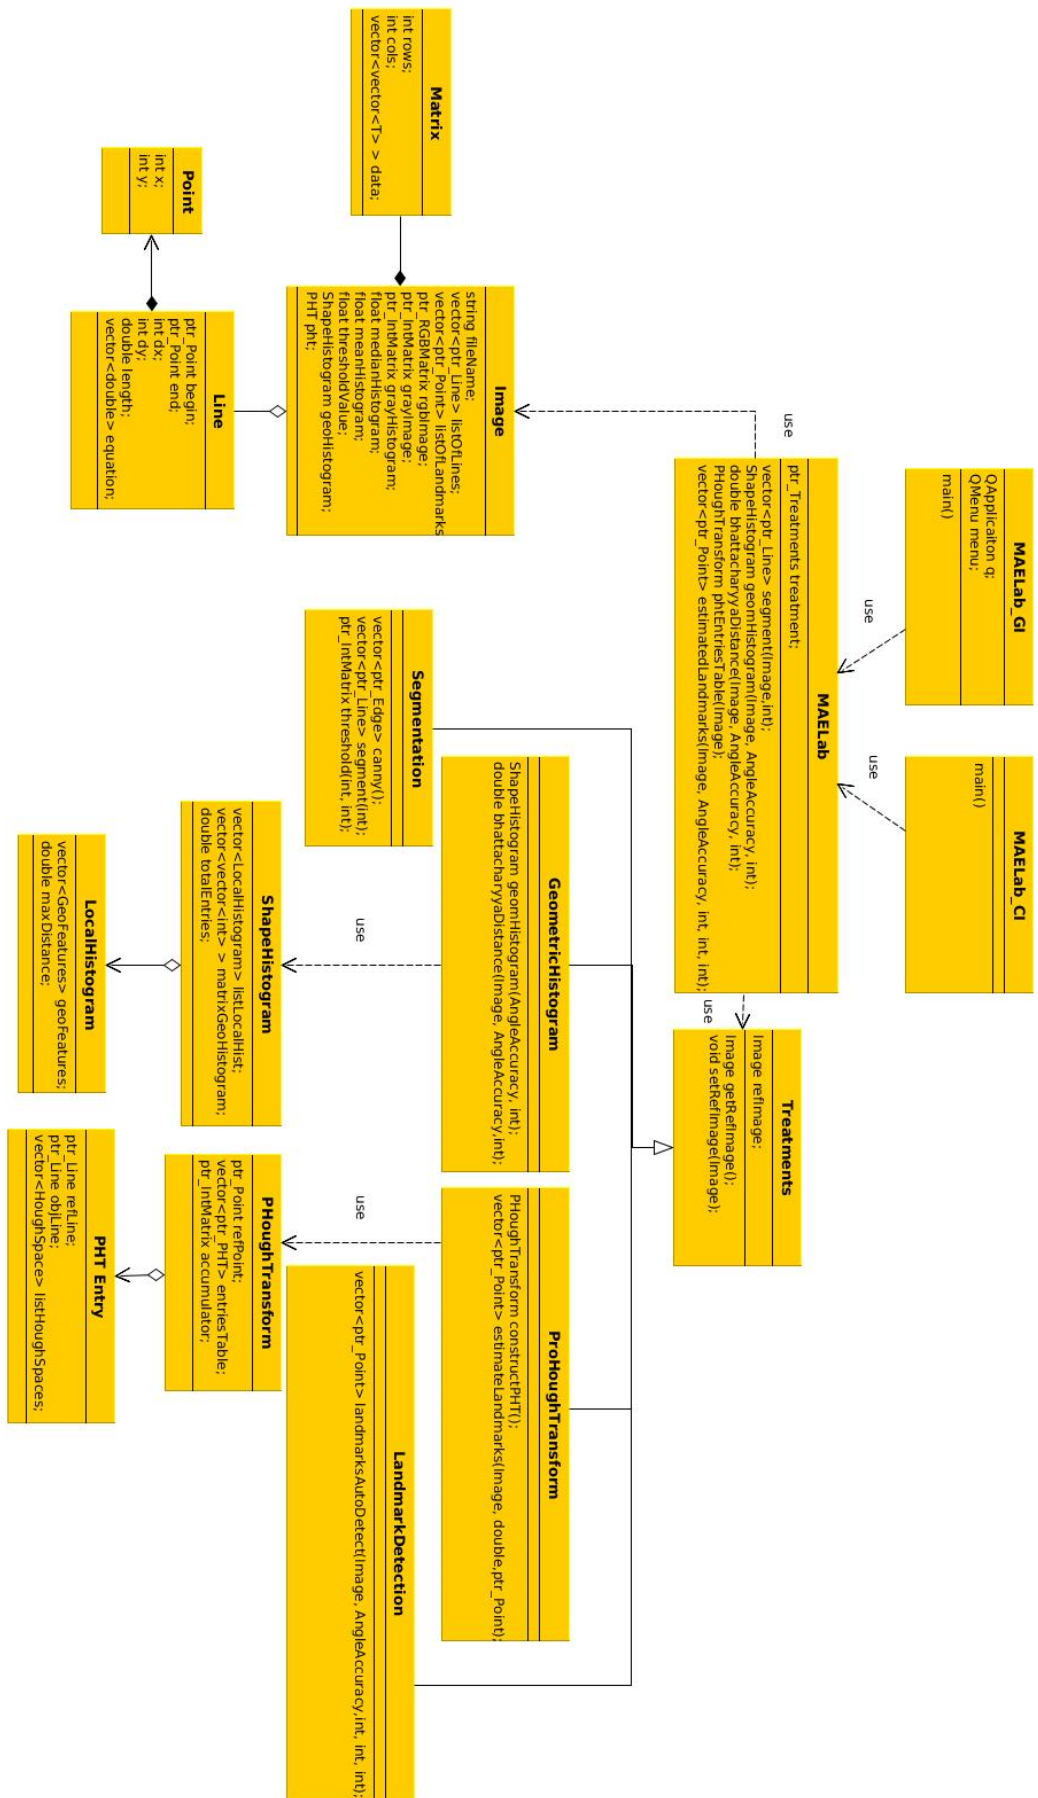 MAELab_GI
QApplicaiton q;
QMenu menu;
main()
MAELab_CI
main()
use
use
use
MAELab
ptr_Treatments treatment;
vector<ptr_Line> segment(Image,int);
ShapeHistogram geomHistogram(Image, AngleAccuracy, int);
double bhattacharyyaDistance(Image, AngleAccuracy, int);
PHoughTransform phtEntriesTable(Image);
vector<ptr_Point> estimatedLandmarks(Image, AngleAccuracy, int, int, int);
use
Treatments
Image refImage;
Image getRefImage();
void setRefImage(Image);
Matrix
int rows;
int cols;
vector<vector<T> > data;
Image
string fileName;
vector<ptr_Line> listOfLines;
vector<ptr_Point> listOfLandmarks
ptr_RGBMatrix rgbImage;
ptr_IntMatrix grayImage;
ptr_IntMatrix grayHistogram;
float medianHistogram;
float meanHistogram;
float thresholdValue;
ShapeHistogram geoHistogram;
PHT pht;
Point
int x;
int y;
Line
ptr_Point begin;
ptr_Point end;
int dx;
int dy;
double length;
vector<double> equation;
Segmentation
vector<ptr_Edge> canny();
vector<ptr_Line> segment(int);
ptr_IntMatrix threshold(int, int);
GeometricHistogram
ShapeHistogram geomHistogram(AngleAccuracy, int);
double bhattacharyyaDistance(Image, AngleAccuracy,int);
ProHoughTransform
PHoughTransform constructPHT();
vector<ptr_Point> estimateLandmarks(Image, double,ptr_Point);
LandmarkDetection
vector<ptr_Point> landmarksAutoDetect(Image, AngleAccuracy,int, int, int);
use
use
ShapeHistogram
vector<LocalHistogram> listLocalHist;
vector<vector<int> > matrixGeoHistogram;
double totalEntries;
PHoughTransform
ptr_Point refPoint;
vector<ptr_PHT> entriesTable;
ptr_IntMatrix accumulator;
LocalHistogram
vector<GeoFeatures> geoFeatures;
double maxDistance;
PHT Entry
ptr_Line refLine;
ptr_Line objLine;
vector<HoughSpace> listHoughSpaces;